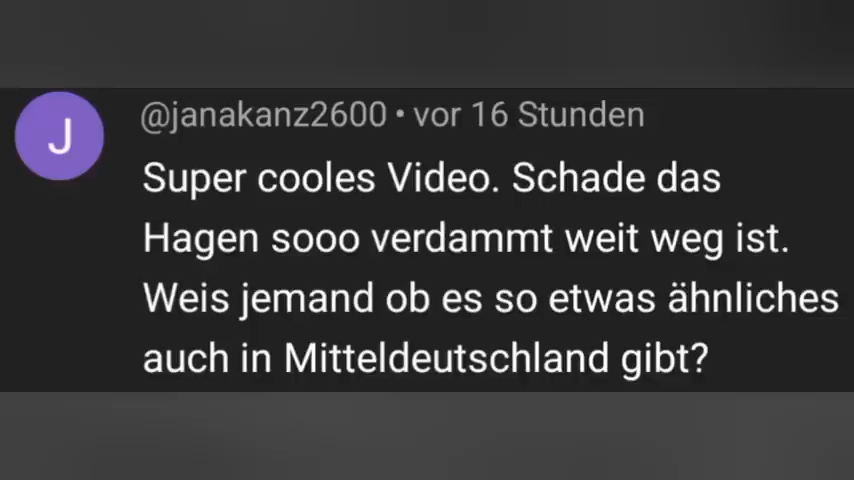 J
@janakanz2600 • vor 16 Stunden
Super cooles Video. Schade das
Hagen sooo verdammt weit weg ist.
Weis jemand ob es so etwas ähnliches
auch in Mitteldeutschland gibt?